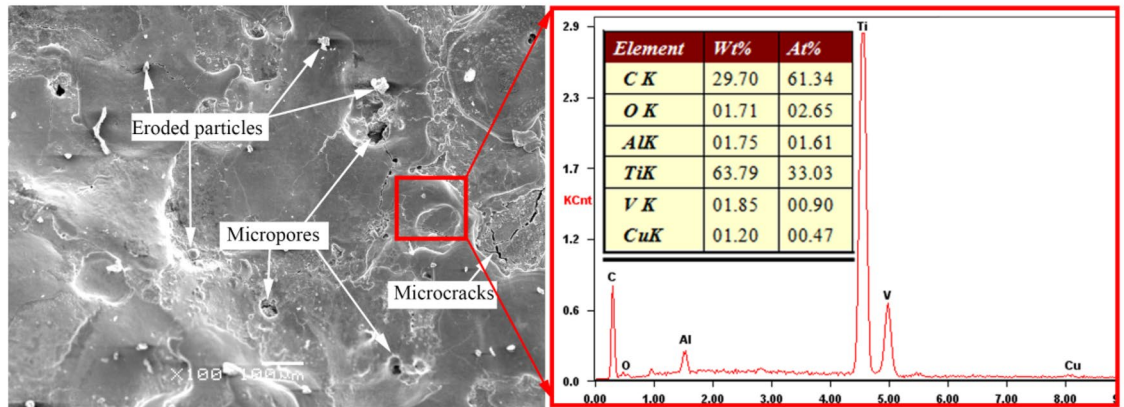 Eroded particles
Micropores
Microcracks
X100 100μm
2.9
2.3
1.7
KCnt
1.2
0.6
0.0
Element Wt% At%
C K 29.70 61.34
O K 01.71 02.65
AlK 01.75 01.61
TiK 63.79 33.03
V K 01.85 00.90
CuK 01.20 00.47
Ti
C
O
Al
V
Cu
0.00 1.00 2.00 3.00 4.00 5.00 6.00 7.00 8.00